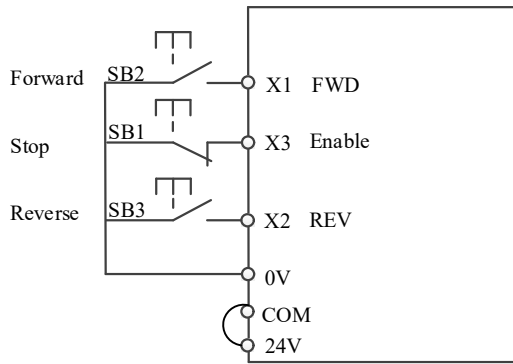 Forward SB2 X1 FWD
Stop SB1 X3 Enable
Reverse SB3 X2 REV
0V
COM
24V